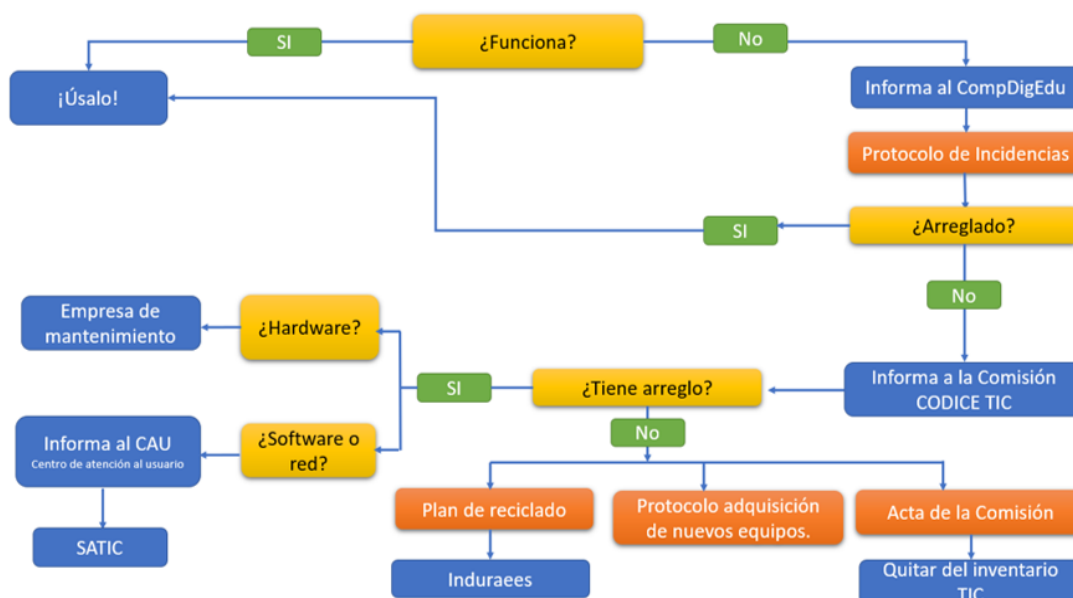 SI
¿Funciona?
No
¡Úsalo!
Informa al CompDigEdu
Protocolo de Incidencias
SI
¿Arreglado?
No
Empresa de
mantenimiento
¿Hardware?
Informa a la Comisión
CODICE TIC
¿Tiene arreglo?
SI
No
Informa al CAU
Centro de atención al usuario
¿Software o
red?
Plan de reciclado
Protocolo adquisición
de nuevos equipos.
Acta de la Comisión
SATIC
Induraees
Quitar del inventario
TIC